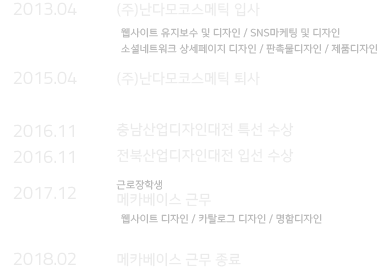 2013.04 (주)난다모코스메틱 입사
웹사이트 유지보수 및 디자인 / SNS마케팅 및 디자인
소셜네트워크 상세페이지 디자인 / 판촉물디자인 / 제품디자인
2015.04 (주)난다모코스메틱 퇴사
2016.11 충남산업디자인대전 특선 수상
2016.11 전북산업디자인대전 입선 수상
근로장학생
2017.12 메카베이스 근무
웹사이트 디자인 / 카탈로그 디자인 / 명함디자인
2018.02 메카베이스 근무 종료